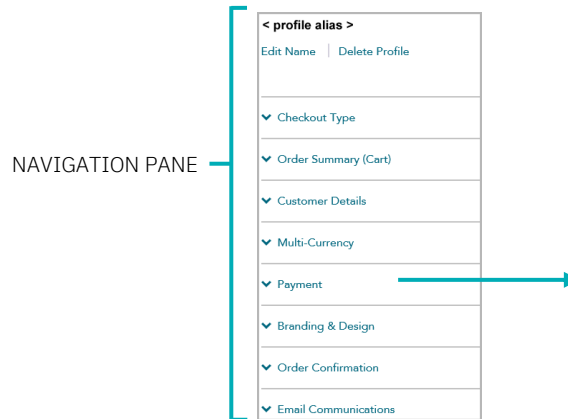 < profile alias >
Edit Name | Delete Profile
Checkout Type
Order Summary (Cart)
NAVIGATION PANE
Customer Details
Multi-Currency
Payment
Branding & Design
Order Confirmation
Email Communications